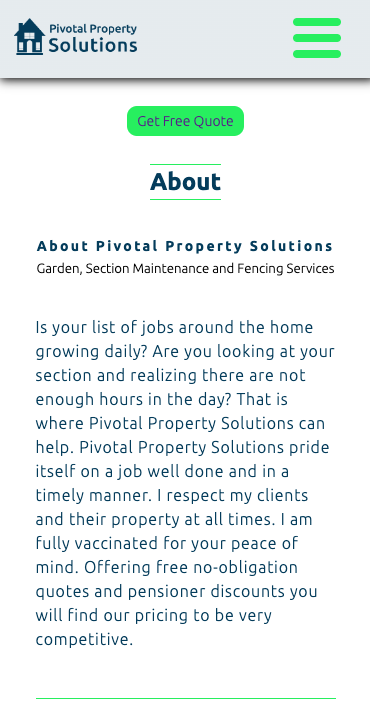 Pivotal Property
Solutions
Get Free Quote
About
About Pivotal Property Solutions
Garden, Section Maintenance and Fencing Services
Is your list of jobs around the home
growing daily? Are you looking at your
section and realizing there are not
enough hours in the day? That is
where Pivotal Property Solutions can
help. Pivotal Property Solutions pride
itself on a job well done and in a
timely manner. I respect my clients
and their property at all times. I am
fully vaccinated for your peace of
mind. Offering free no-obligation
quotes and pensioner discounts you
will find our pricing to be very
competitive.